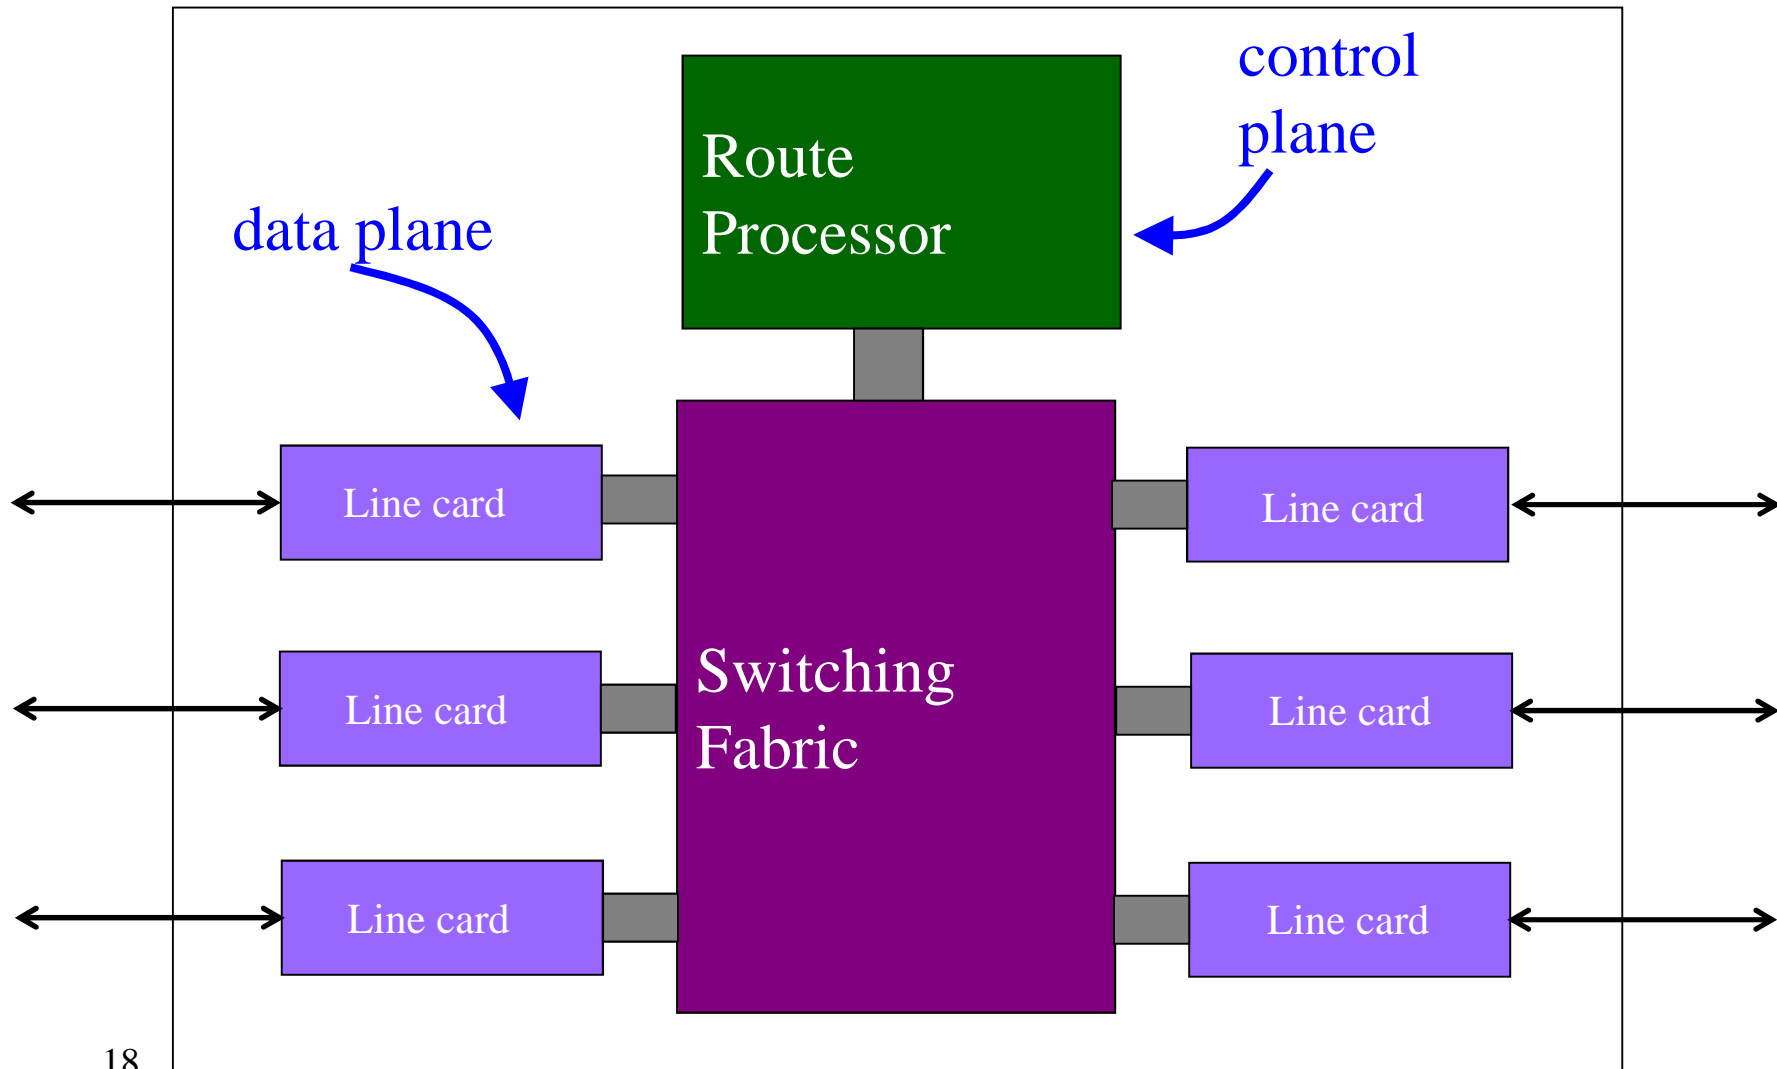 control
plane
Route
Processor
data plane
Line card
Line card
Switching
Fabric
Line card
Line card
Line card
Line card
18